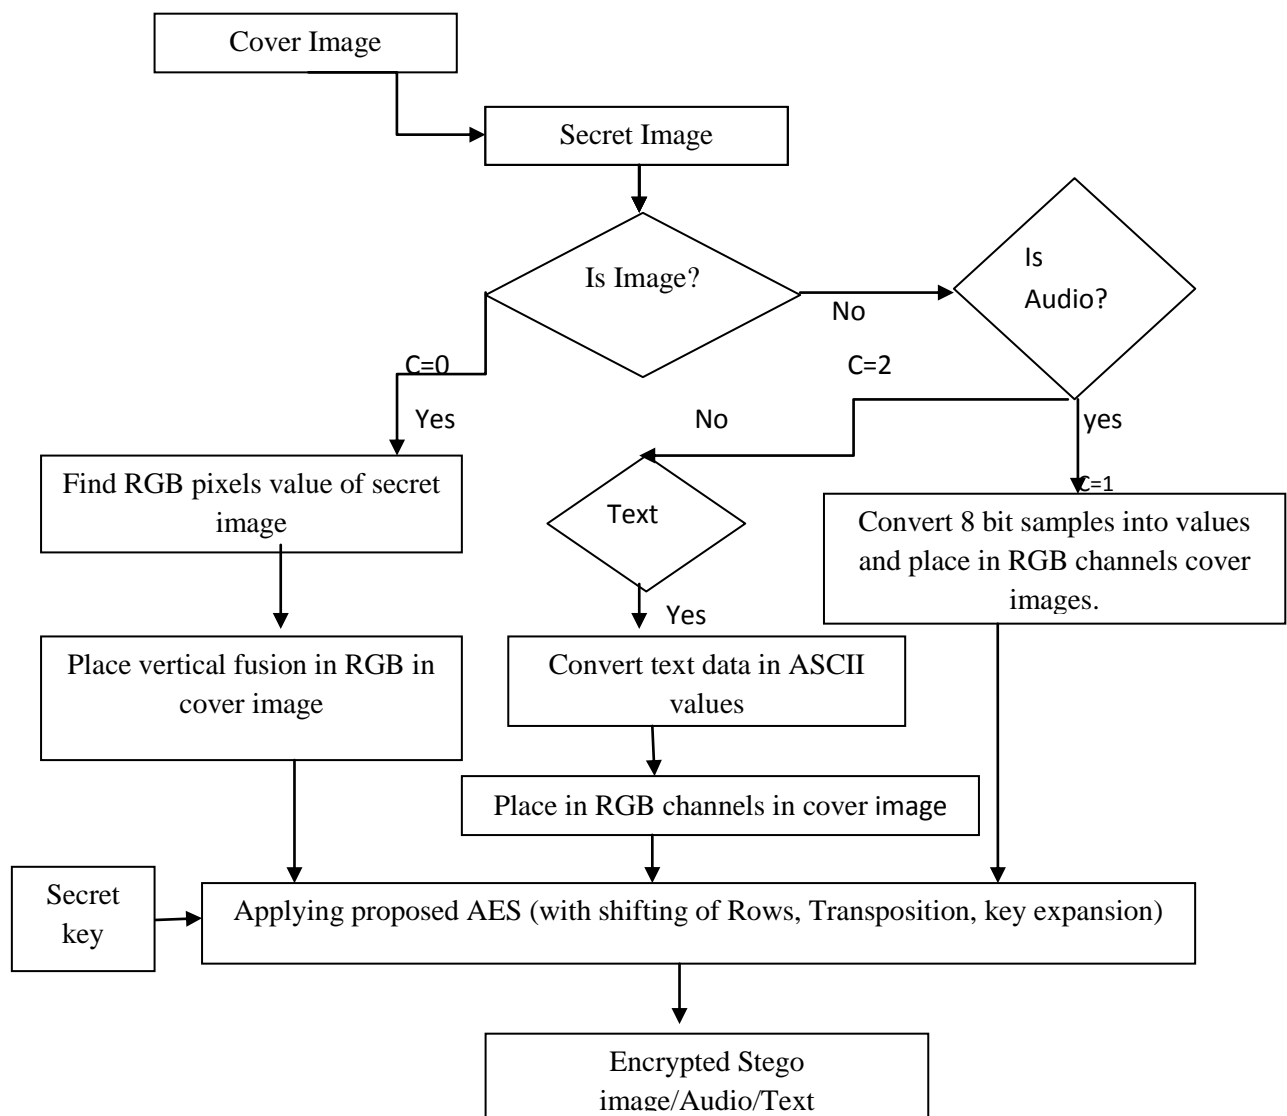 Cover Image
Secret Image
Is Image?
Is
Audio?
No
C=0
C=2
Yes
No
yes
C=1
Find RGB pixels value of secret
image
Text
Convert 8 bit samples into values
and place in RGB channels cover
images.
Yes
Place vertical fusion in RGB in
cover image
Convert text data in ASCII
values
Place in RGB channels in cover image
Secret
key
Applying proposed AES (with shifting of Rows, Transposition, key expansion)
Encrypted Stego
image/Audio/Text